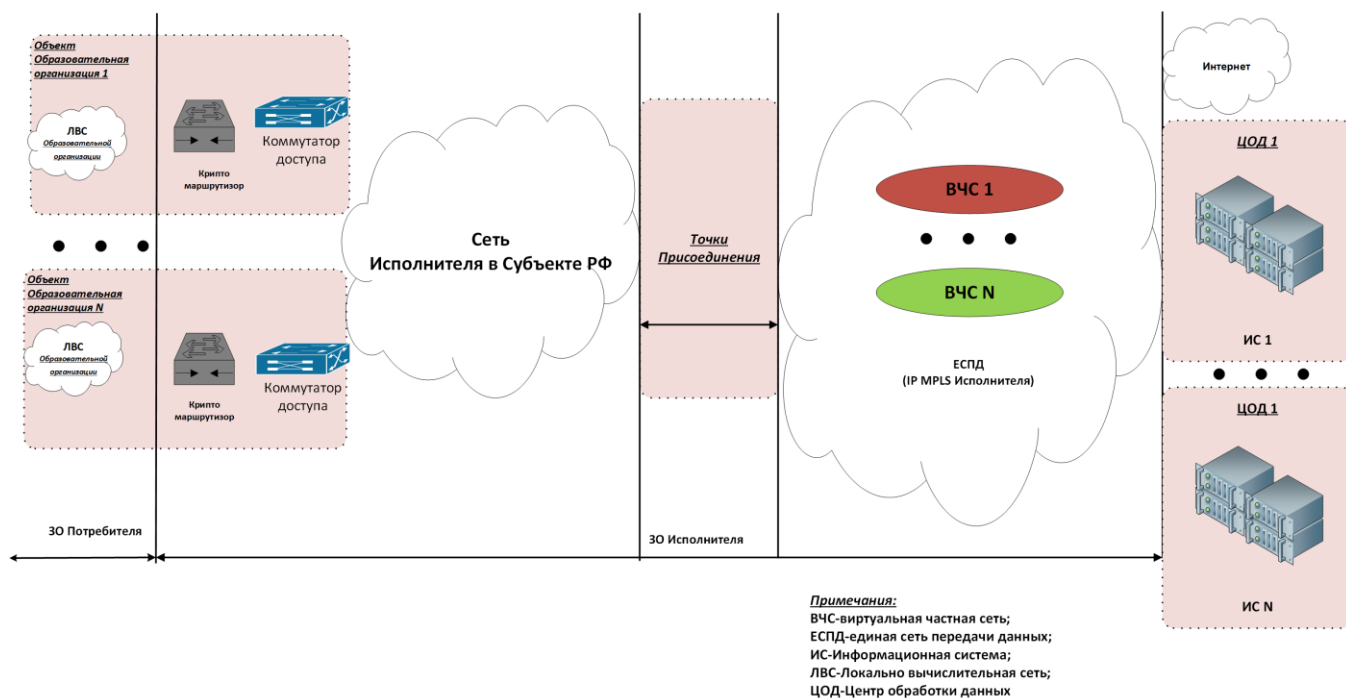 Объект
Образовательная
организация 1
ЛВС
Образовательной
организации
Крипто
маршрутизор
Коммутатор
доступа
Объект
Образовательная
организация N
ЛВС
Образовательной
организации
Крипто
маршрутизор
Коммутатор
доступа
Сеть
Исполнителя в Субъекте РФ
Точки
Присоединения
ВЧС 1
ВЧС N
ЕСПД
(IP MPLS Исполнителя)
Интернет
ЦОД 1
ИС 1
ЦОД 1
ИС N
ЗО Потребителя
ЗО Исполнителя
Примечания:
ВЧС-виртуальная частная сеть;
ЕСПД-единая сеть передачи данных;
ИС-Информационная система;
ЛВС-Локально вычислительная сеть;
ЦОД-Центр обработки данных